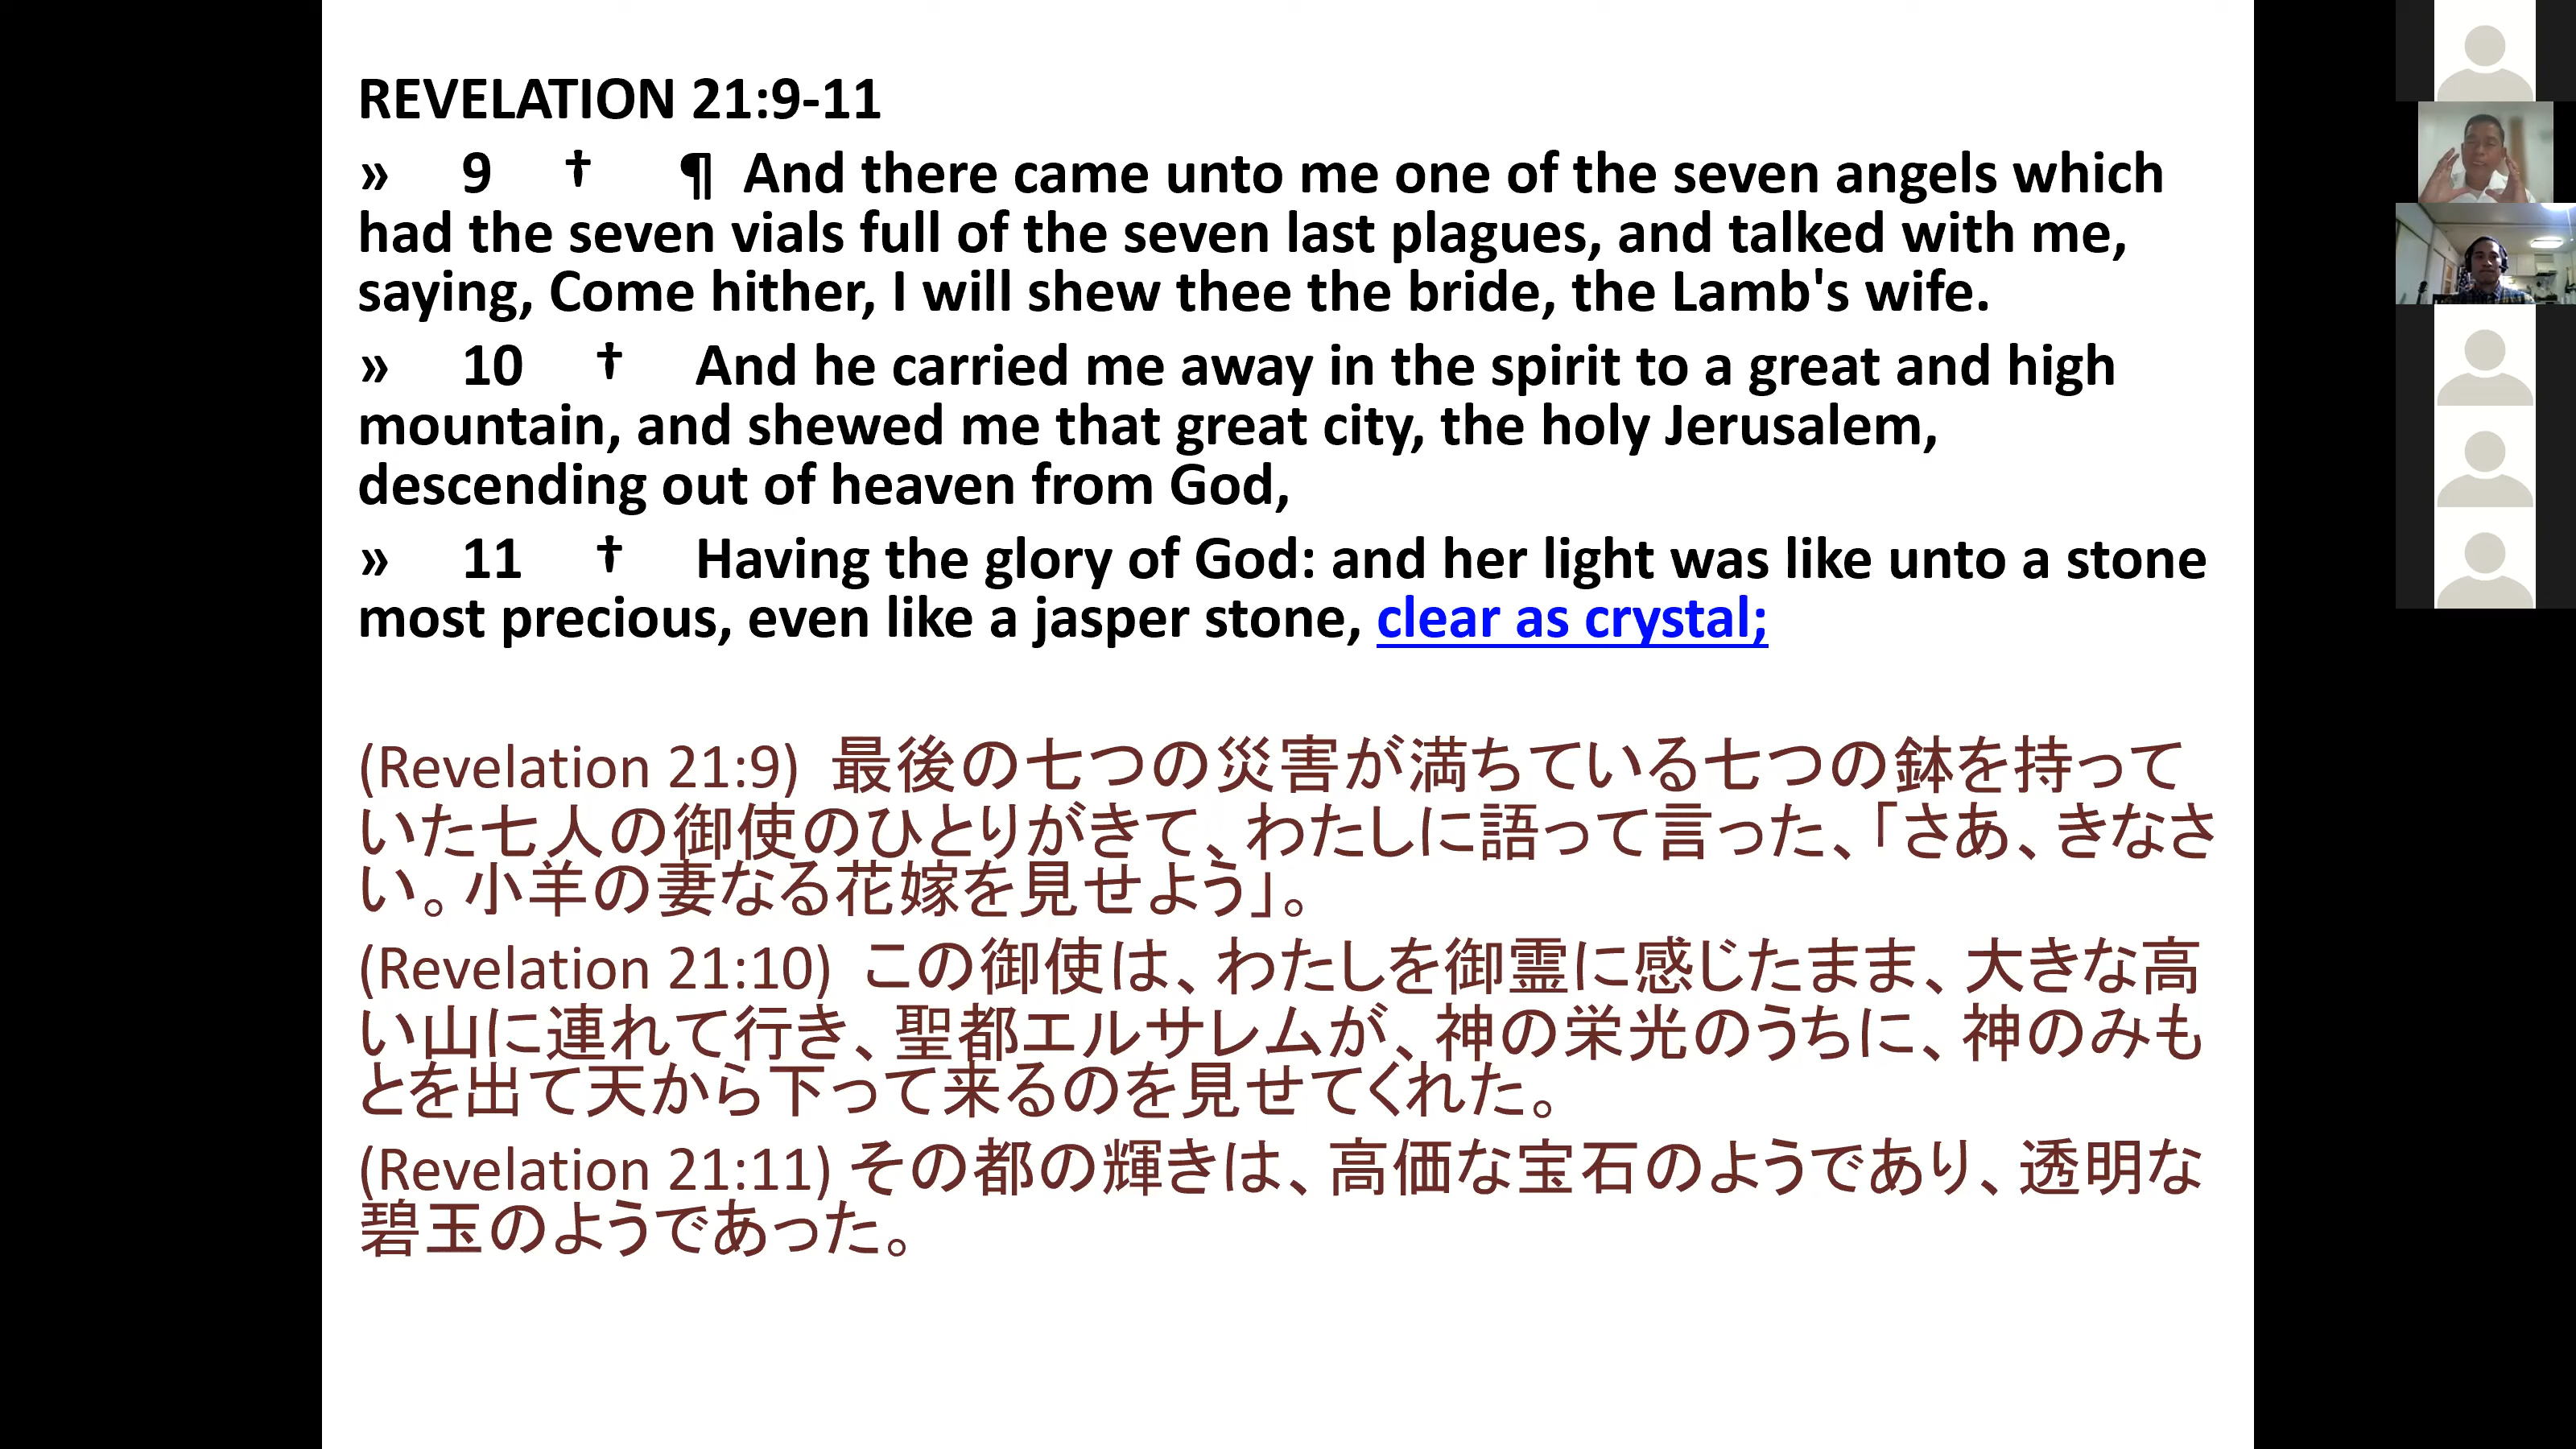 REVELATION 21:9-11
» 9 † ¶ And there came unto me one of the seven angels which
had the seven vials full of the seven last plagues, and talked with me,
saying, Come hither, I will shew thee the bride, the Lamb's wife.
» 10 † And he carried me away in the spirit to a great and high
mountain, and shewed me that great city, the holy Jerusalem,
descending out of heaven from God,
» 11 † Having the glory of God: and her light was like unto a stone
most precious, even like a jasper stone, clear as crystal;
(Revelation 21:9) 最後の七つの災害が満ちている七つの鉢を持って
いた七人の御使のひとりがきて、わたしに語って言った、「さあ、きなさ
い。小羊の妻なる花嫁を見せよう」。
(Revelation 21:10) この御使は、わたしを御霊に感じたまま、大きな高
い山に連れて行き、聖都エルサレムが、神の栄光のうちに、神のみも
とを出て天から下って来るのを見せてくれた。
(Revelation 21:11) その都の輝きは、高価な宝石のようであり、透明な
碧玉のようであった。